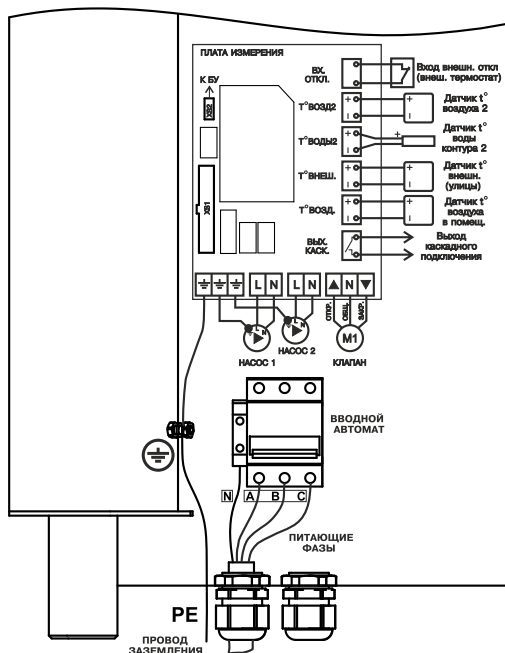 ПЛАТА ИЗМЕРЕНИЯ
К БУ
XS2
XS1
ВХ.
ОТКЛ.
Вход внешн. откл
(внеш. термостат)
T°ВОЗД2
+
−
+
−
Датчик t°
воздуха 2
T°ВОДЫ2
+
−
+
Датчик t°
воды
контура 2
T°ВНЕШ.
+
−
+
−
Датчик t°
внешн.
(улицы)
T°ВОЗД.
+
−
+
−
Датчик t°
воздуха
в помещ.
ВЫХ.
КАСК.
Выход
каскадного
подключения
L N L N
ОТКР. ОБЩ. ЗАКР.
L N
L N
М1
НАСОС 1
НАСОС 2
КЛАПАН
ВВОДНОЙ
АВТОМАТ
N A B C
ПИТАЮЩИЕ
ФАЗЫ
PE
ПРОВОД
ЗАЗЕМЛЕНИЯ